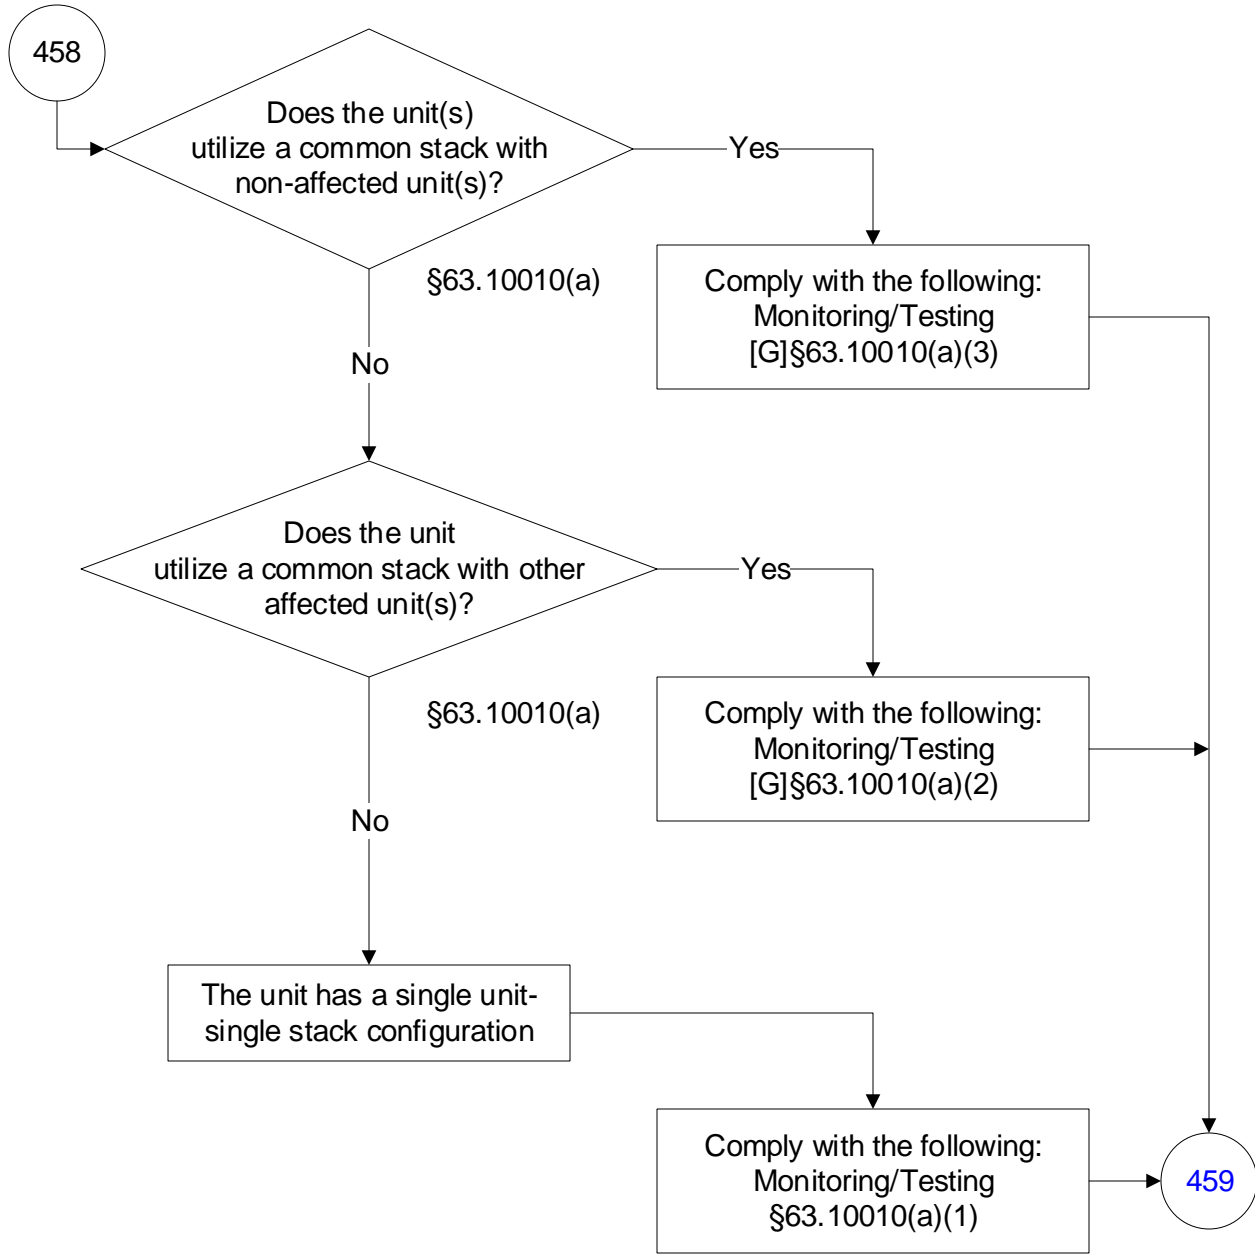 458
Does the unit(s)
utilize a common stack with
non-affected unit(s)?
Yes
§63.10010(a)
Comply with the following:
Monitoring/Testing
[G]§63.10010(a)(3)
No
Does the unit
utilize a common stack with other
affected unit(s)?
Yes
§63.10010(a)
Comply with the following:
Monitoring/Testing
[G]§63.10010(a)(2)
No
The unit has a single unit-
single stack configuration
Comply with the following:
Monitoring/Testing
§63.10010(a)(1)
459